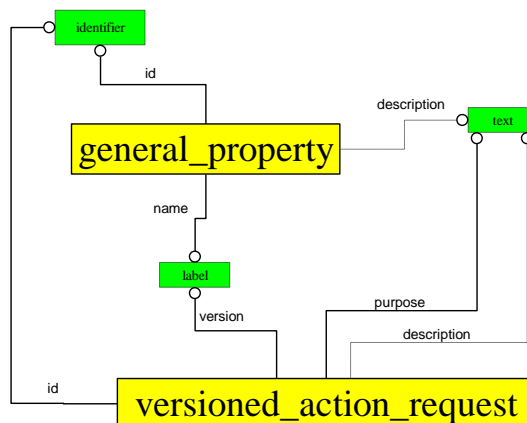 identifier
id
description
text
general_property
name
label
version
purpose
description
id
versioned_action_request